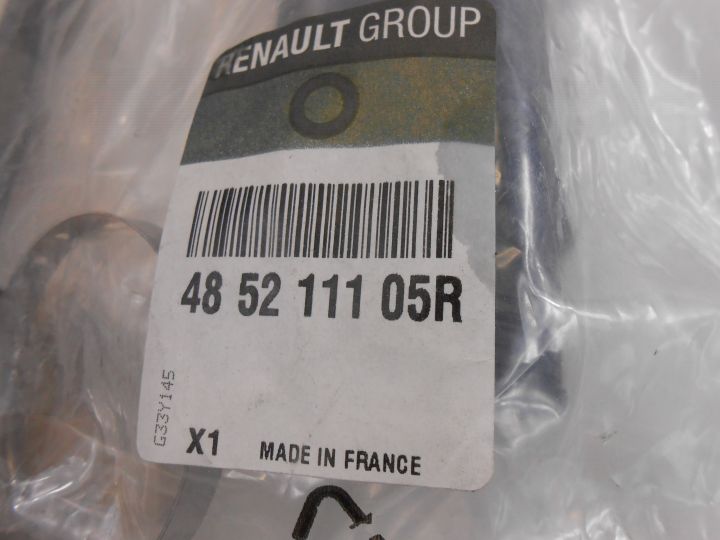 RENAULT GROUP
48 52 111 05R
G33Y145
X1 MADE IN FRANCE